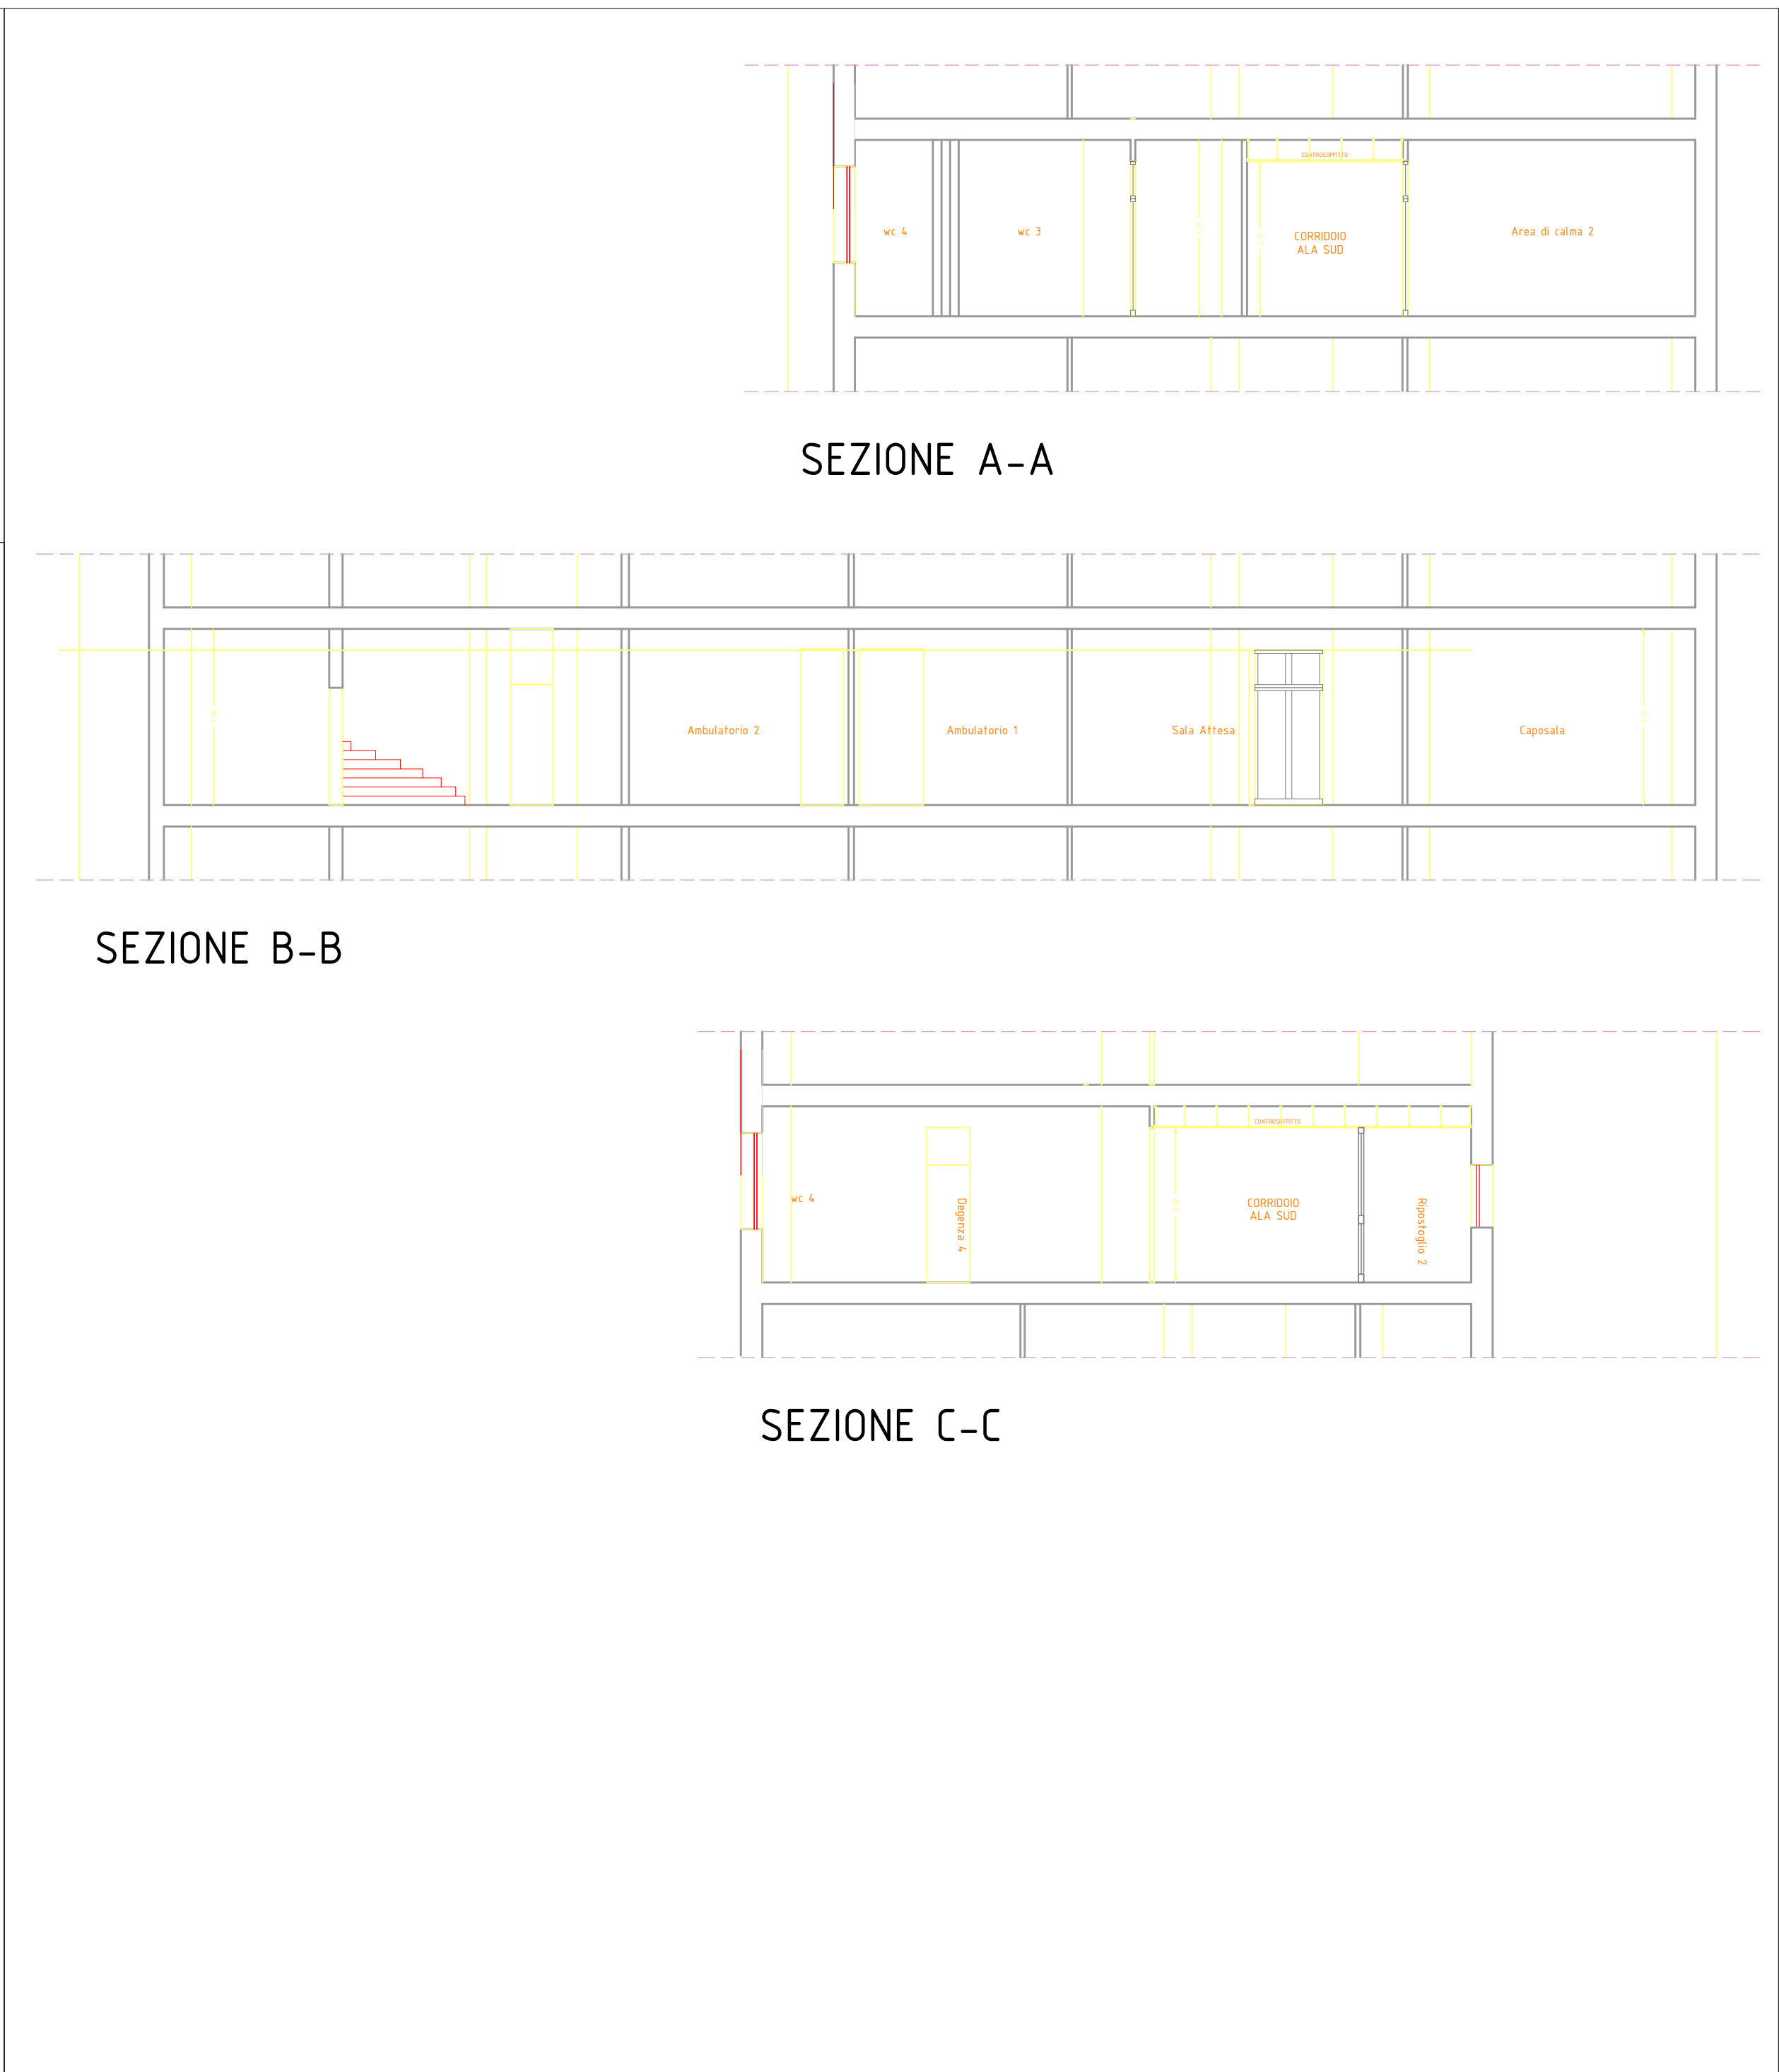 CONTROSOFFITTO
wc 4
wc 3
CORRIDOIO
ALA SUD
Area di calma 2
SEZIONE A-A
Ambulatorio 2
Ambulatorio 1
Sala Attesa
Caposala
SEZIONE B-B
CONTROSOFFITTO
wc 4
Degenza 4
CORRIDOIO
ALA SUD
Ripostoglio 2
SEZIONE C-C